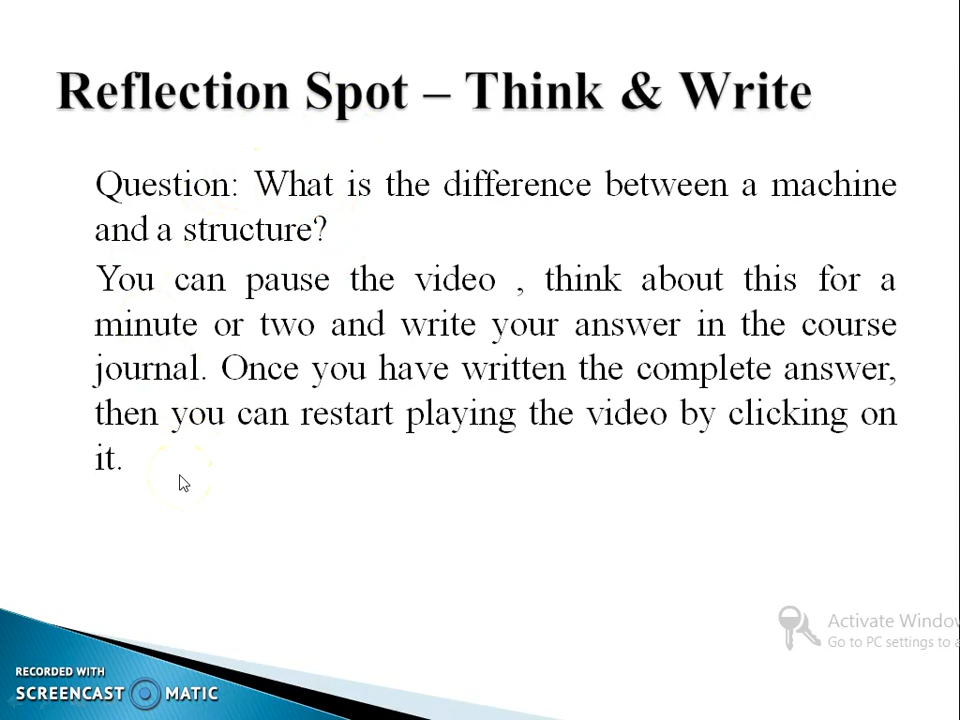 Reflection Spot – Think & Write
Question: What is the difference between a machine
and a structure?
You can pause the video , think about this for a
minute or two and write your answer in the course
journal. Once you have written the complete answer,
then you can restart playing the video by clicking on
it.
Activate Windo
Go to PC settings to a
RECORDED WITH
SCREENCAST MATIC